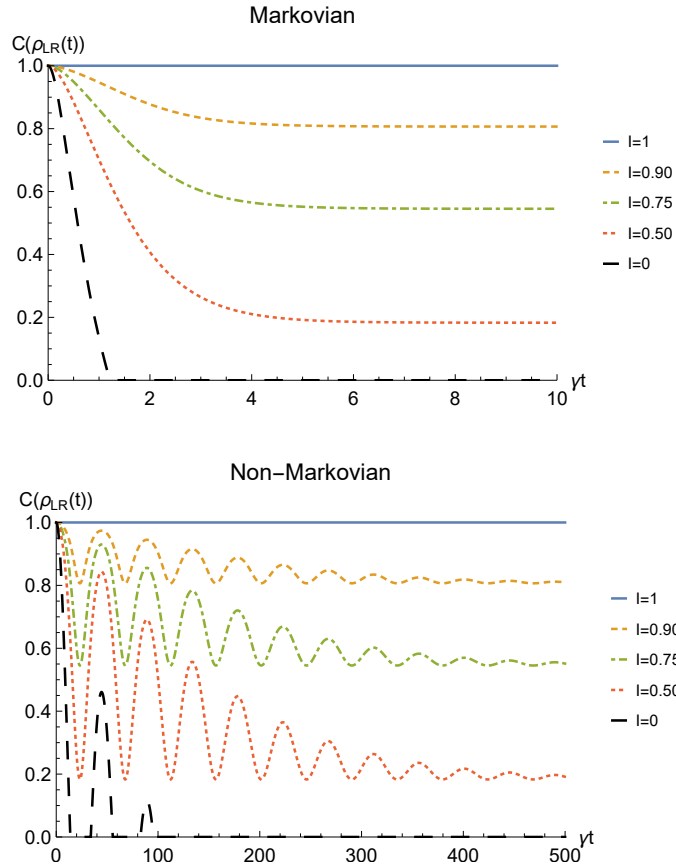 Markovian
C(ρLR(t))
1.0
0.8
0.6
0.4
0.2
0.0
0
2
4
6
8
10
γt
I=1
I=0.90
I=0.75
I=0.50
I=0
Non−Markovian
C(ρLR(t))
1.0
0.8
0.6
0.4
0.2
0.0
0
100
200
300
400
500
γt
I=1
I=0.90
I=0.75
I=0.50
I=0